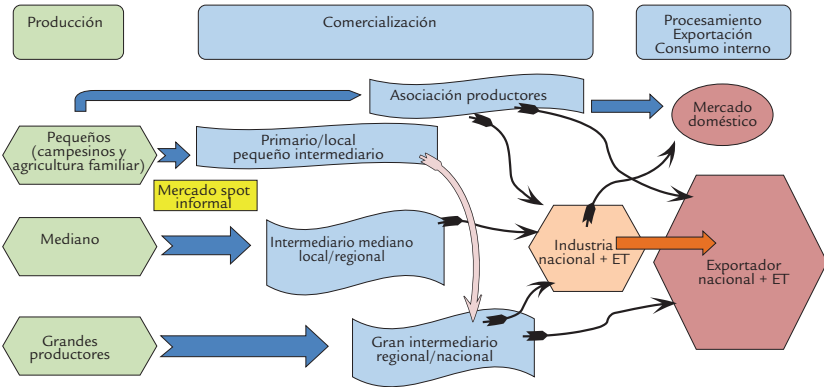 Producción
Comercialización
Procesamiento
Exportación
Consumo interno
Asociación productores
Mercado
doméstico
Pequeños
(campesinos y
agricultura familiar)
Primario/local
pequeño intermediario
Mercado spot
informal
Mediano
Intermediario mediano
local/regional
Industria
nacional + ET
Exportador
nacional + ET
Grandes
productores
Gran intermediario
regional/nacional